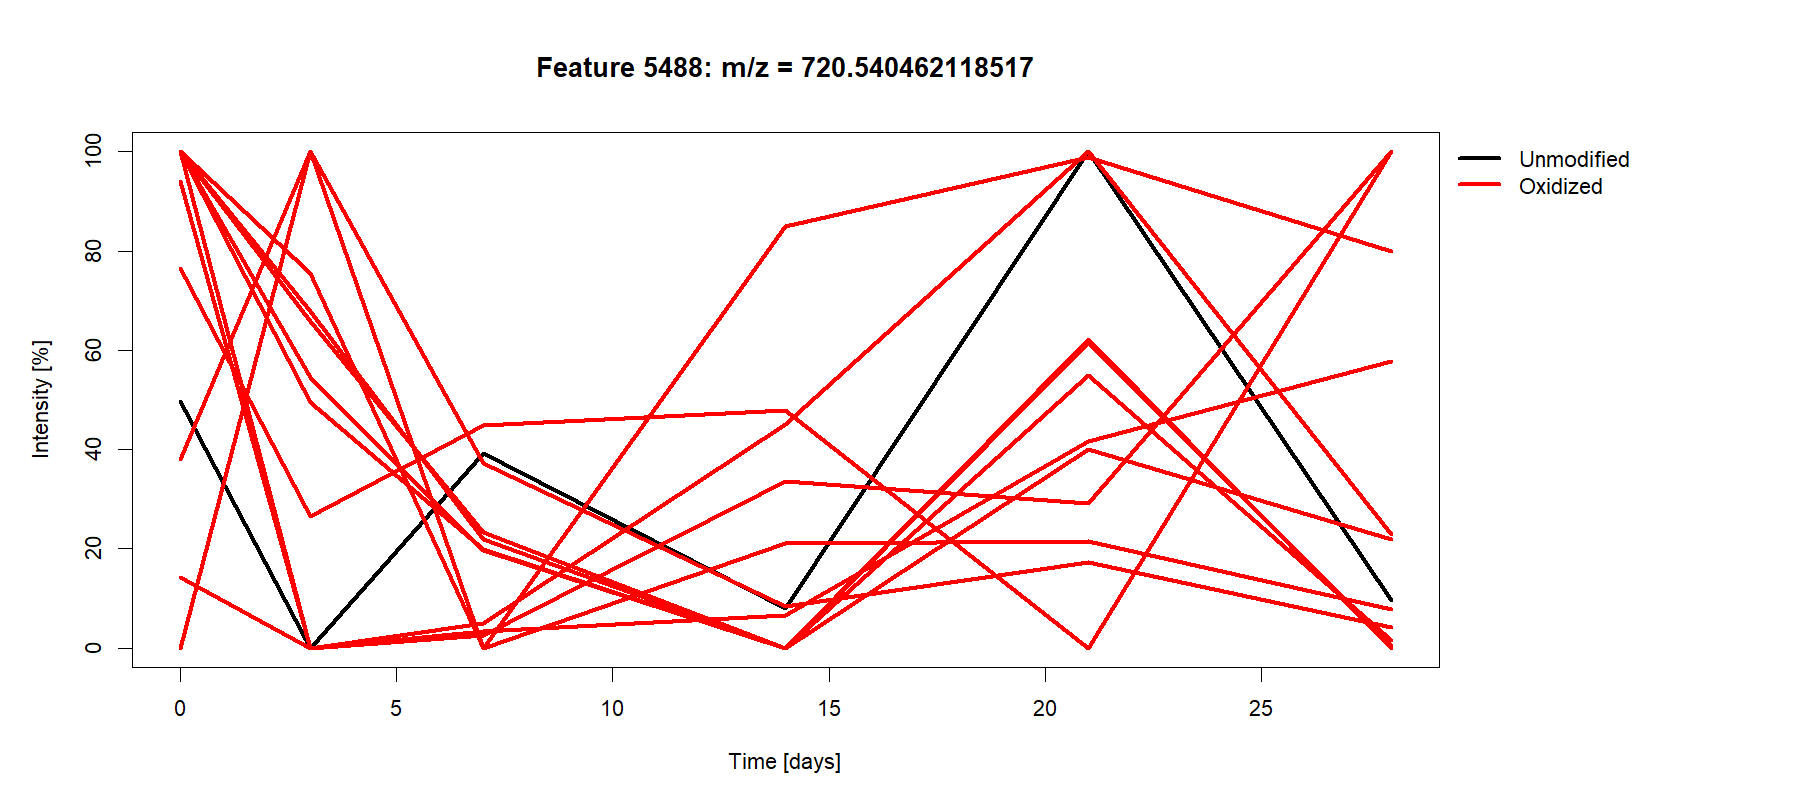 Feature 5488: m/z = 720.540462118517
Unmodified
Oxidized
Intensity [%]
100
80
60
40
20
0
0 5 10 15 20 25
Time [days]